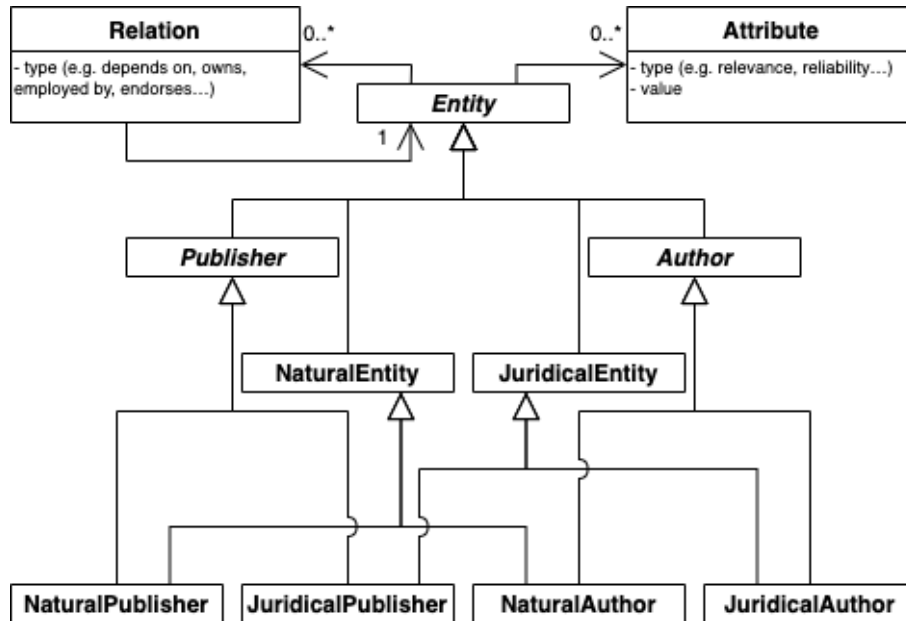 Relation
- type (e.g. depends on, owns,
employed by, endorses...)
0..*
0..*
Attribute
- type (e.g. relevance, reliability...)
- value
Entity
1
Publisher
Author
NaturalEntity
JuridicalEntity
NaturalPublisher
JuridicalPublisher
NaturalAuthor
JuridicalAuthor